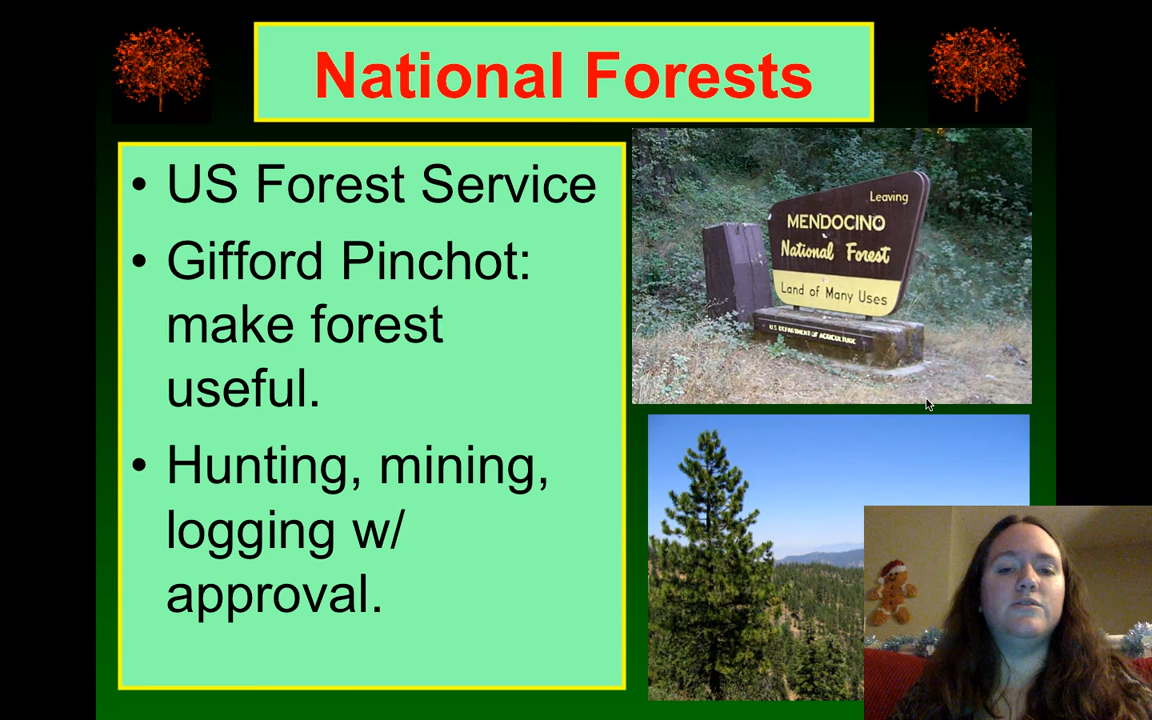 National Forests
• US Forest Service
• Gifford Pinchot:
make forest
useful.
• Hunting, mining,
logging w/
approval.
Leaving
MENDOCINO
National Forest
Land of Many Uses
U.S. DEPARTMENT OF AGRICULTURE